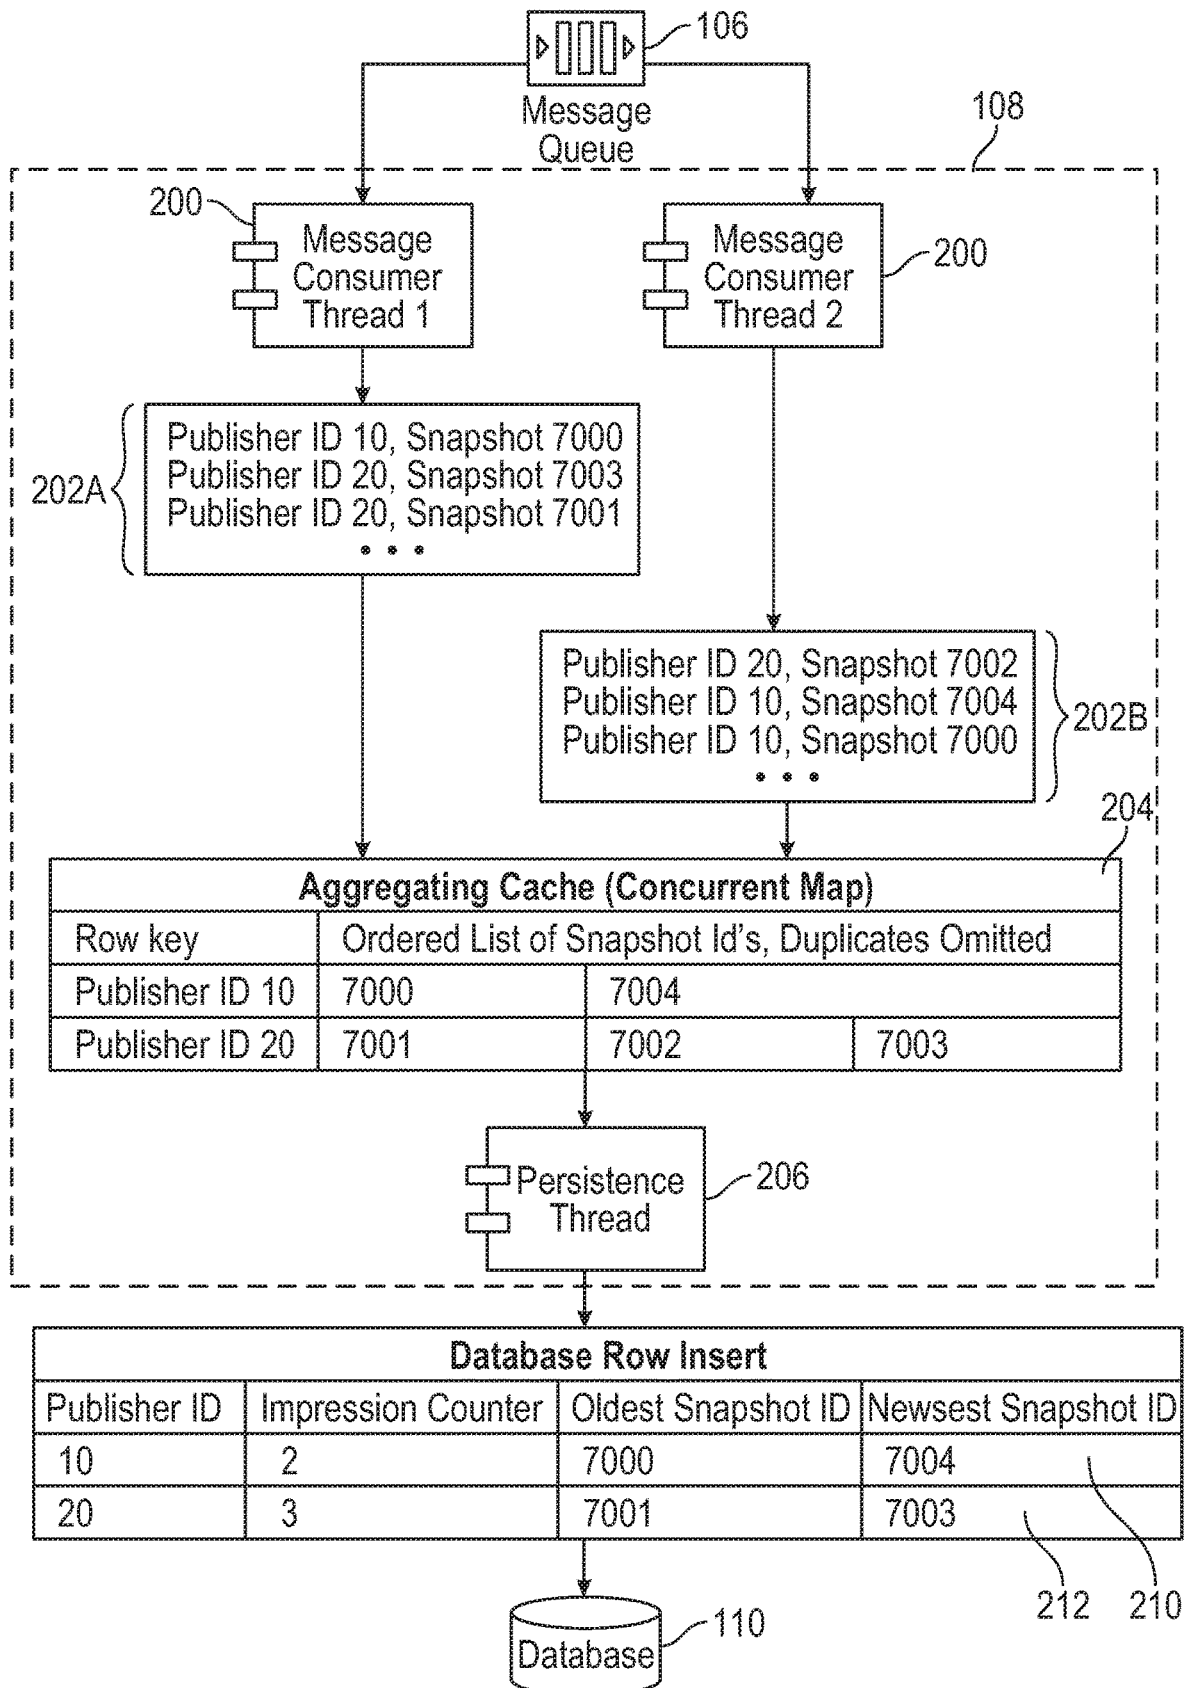 106
Message
Queue
108
200
Message
Consumer
Thread 1
Message
Consumer
Thread 2
200
202A
Publisher ID 10, Snapshot 7000
Publisher ID 20, Snapshot 7003
Publisher ID 20, Snapshot 7001
• • •
Publisher ID 20, Snapshot 7002
Publisher ID 10, Snapshot 7004
Publisher ID 10, Snapshot 7000
• • •
202B
204
Aggregating Cache (Concurrent Map)
Row key Ordered List of Snapshot Id's, Duplicates Omitted
Publisher ID 10 7000 7004
Publisher ID 20 7001 7002 7003
Persistence
Thread
206
Database Row Insert
Publisher ID Impression Counter Oldest Snapshot ID Newsest Snapshot ID
10 2 7000 7004
20 3 7001 7003
212 210
Database
110